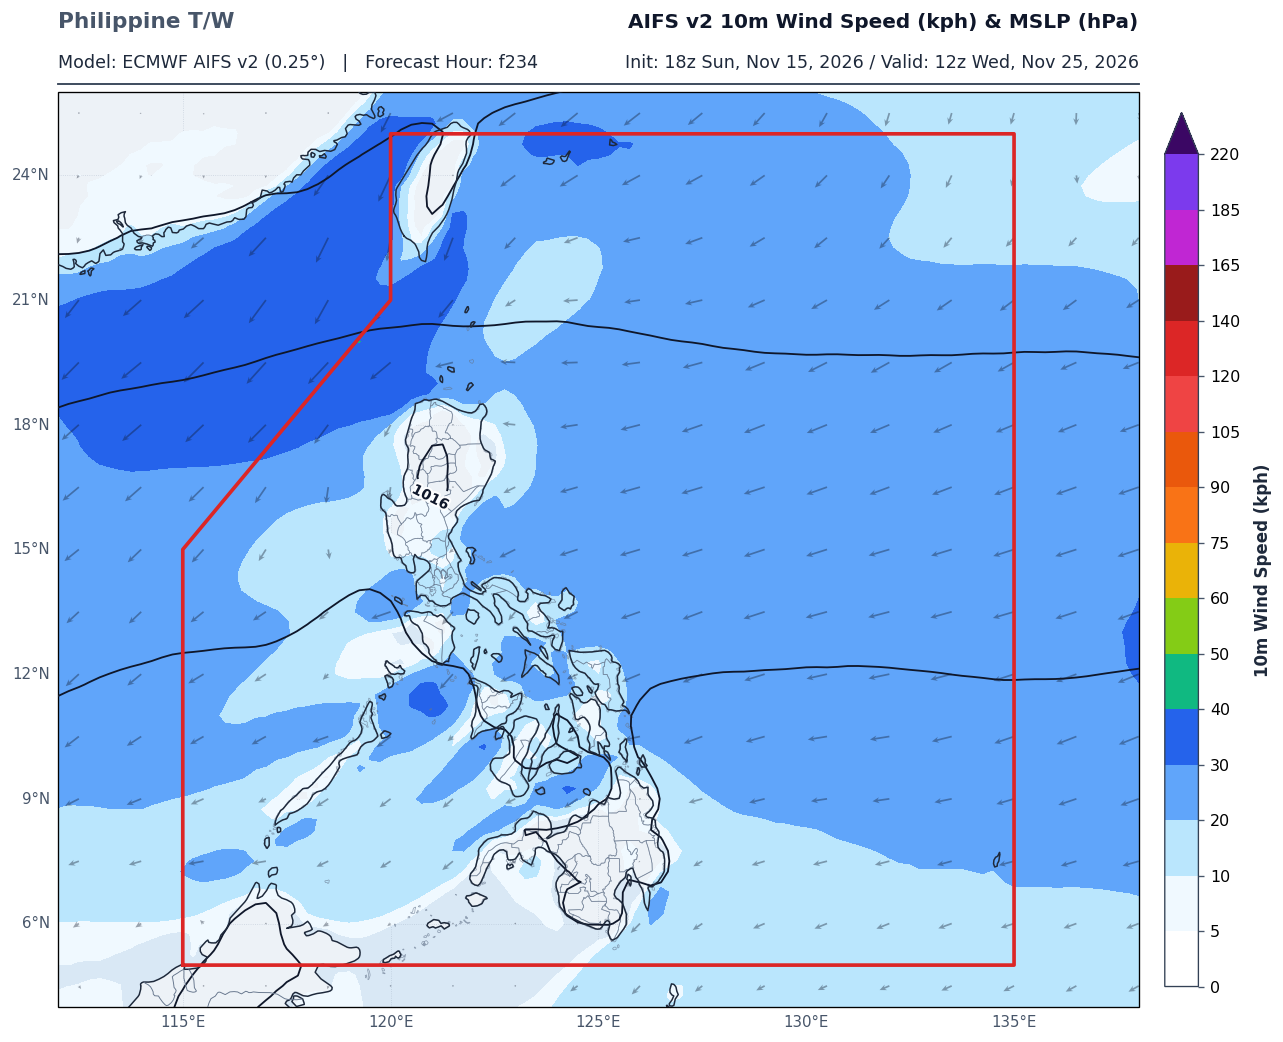 Philippine T/W
AIFS v2 10m Wind Speed (kph) & MSLP (hPa)
Model: ECMWF AIFS v2 (0.25°) | Forecast Hour: f234
Init: 18z Sun, Nov 15, 2026 / Valid: 12z Wed, Nov 25, 2026
24°N
21°N
18°N
15°N
12°N
9°N
6°N
1016
115°E
120°E
125°E
130°E
135°E
220
185
165
140
120
105
90
75
60
50
40
30
20
10
5
0
10m Wind Speed (kph)